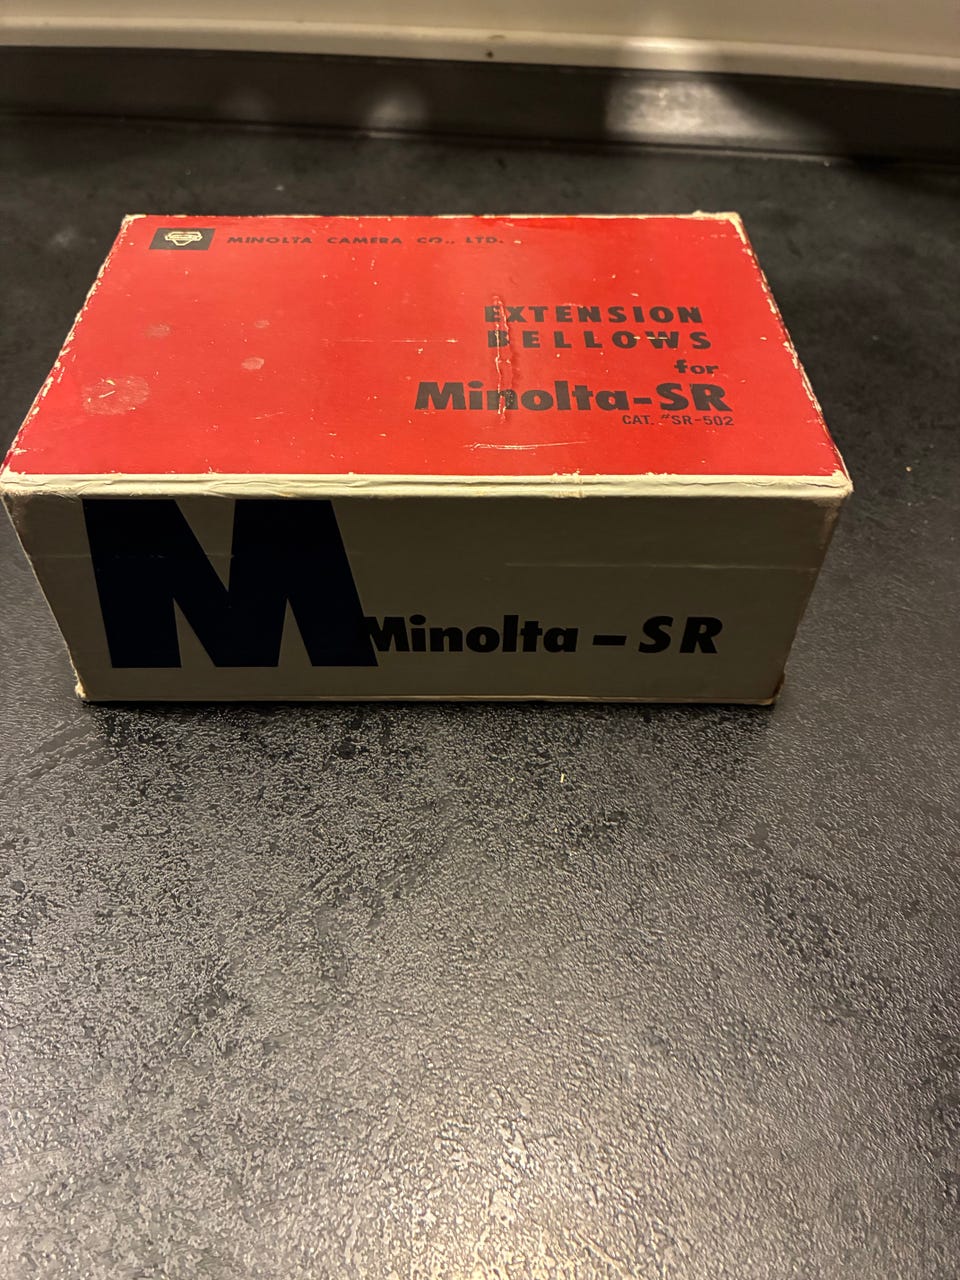 MINOLTA CAMERA CO., LTD.
EXTENSION
BELLOWS
for
Minolta-SR
CAT. #SR-502
M
Minolta – SR